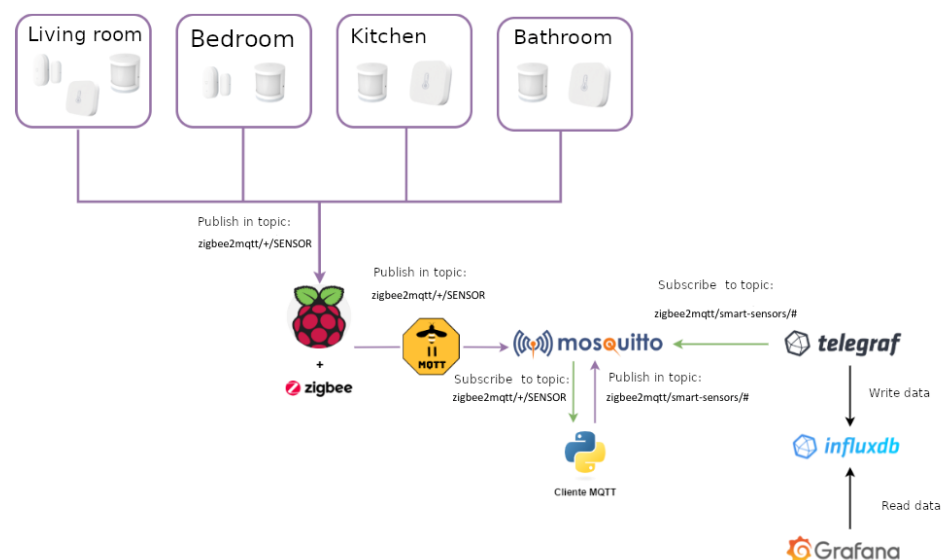 Living room
Bedroom
Kitchen
Bathroom
Publish in topic:
zigbee2mqtt/+/SENSOR
Publish in topic:
zigbee2mqtt/+/SENSOR
Subscribe to topic:
zigbee2mqtt/smart-sensors/#
+
zigbee
MQTT
mosquitto
telegraf
Subscribe to topic:
zigbee2mqtt/+/SENSOR
Publish in topic:
zigbee2mqtt/smart-sensors/#
Write data
influxdb
Cliente MQTT
Read data
Grafana